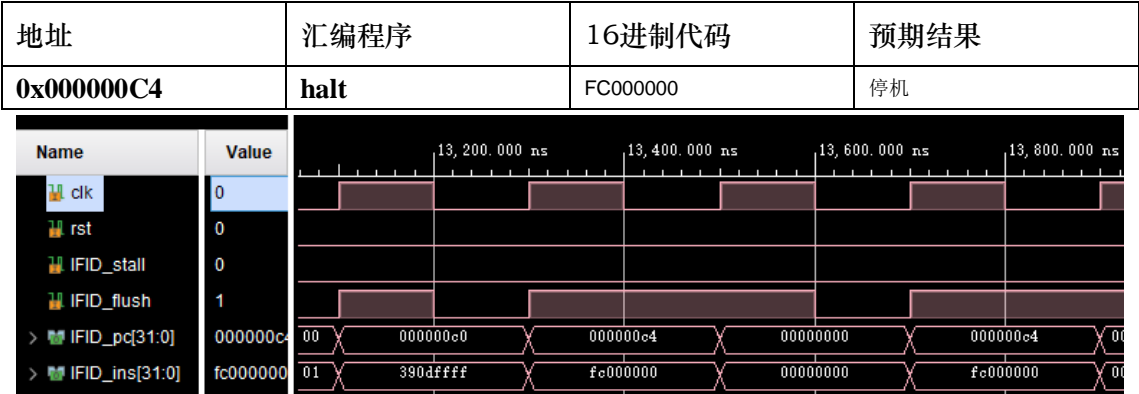 地址 汇编程序 16进制代码 预期结果
0x000000C4 halt FC000000 停机
Name Value 13,200.000 ns 13,400.000 ns 13,600.000 ns 13,800.000 ns
clk 0
rst 0
IFID_stall 0
IFID_flush 1
IFID_pc[31:0] 000000c4 00 000000c0 000000c4 00000000 000000c4 00
IFID_ins[31:0] fc000000 01 390dffff fc000000 00000000 fc000000 00